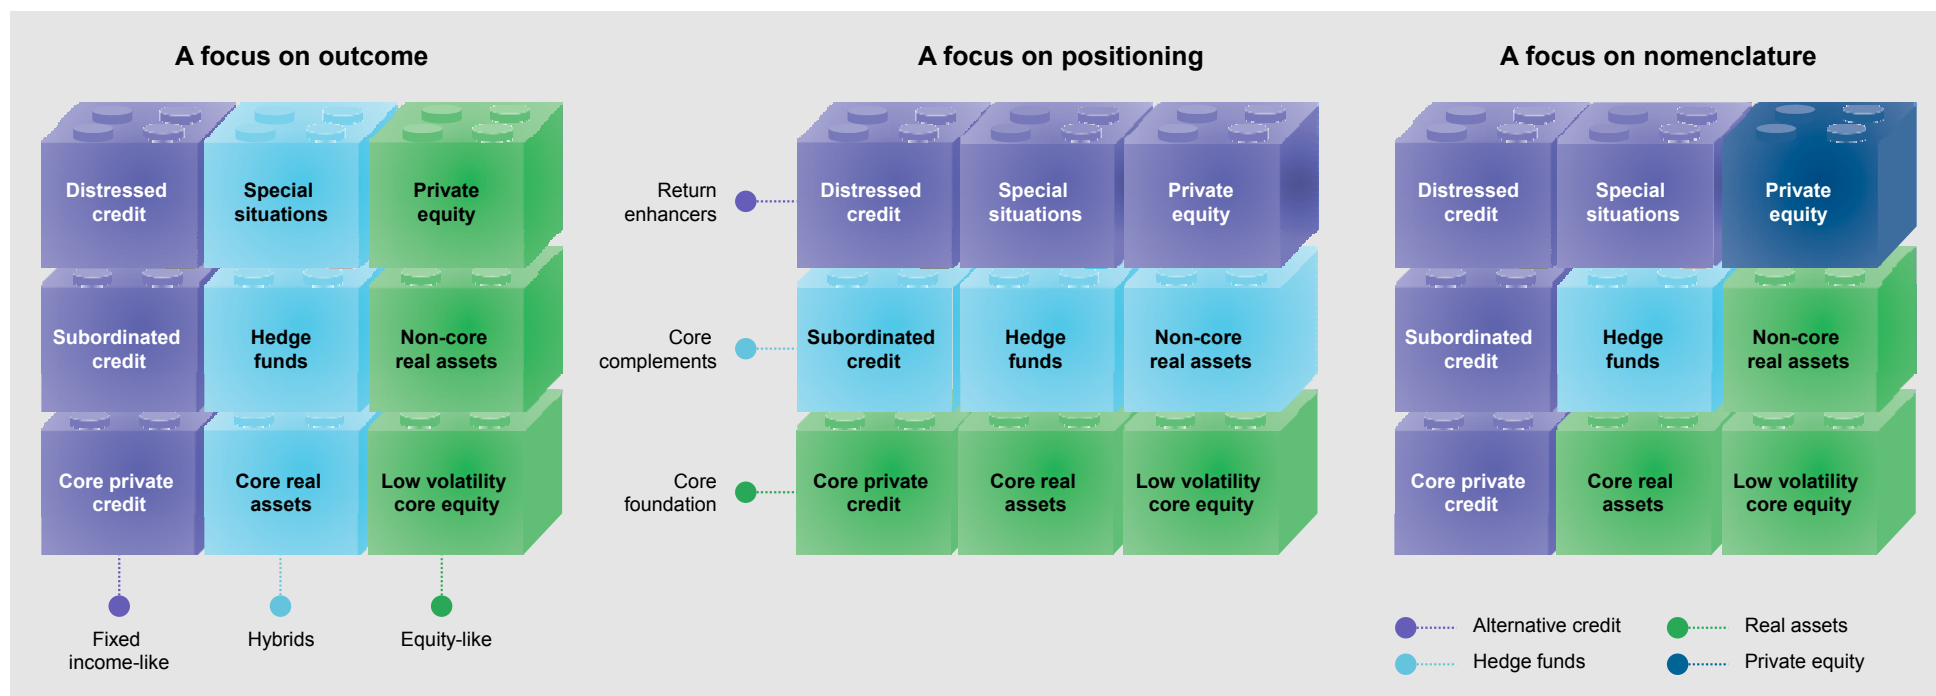 A focus on outcome
Distressed
credit
Special
situations
Private
equity
Subordinated
credit
Hedge
funds
Non-core
real assets
Core private
credit
Core real
assets
Low volatility
core equity
Fixed
income-like
Hybrids
Equity-like
A focus on positioning
Return
enhancers
Distressed
credit
Special
situations
Private
equity
Core
complements
Subordinated
credit
Hedge
funds
Non-core
real assets
Core
foundation
Core private
credit
Core real
assets
Low volatility
core equity
A focus on nomenclature
Distressed
credit
Special
situations
Private
equity
Subordinated
credit
Hedge
funds
Non-core
real assets
Core private
credit
Core real
assets
Low volatility
core equity
Alternative credit
Real assets
Hedge funds
Private equity